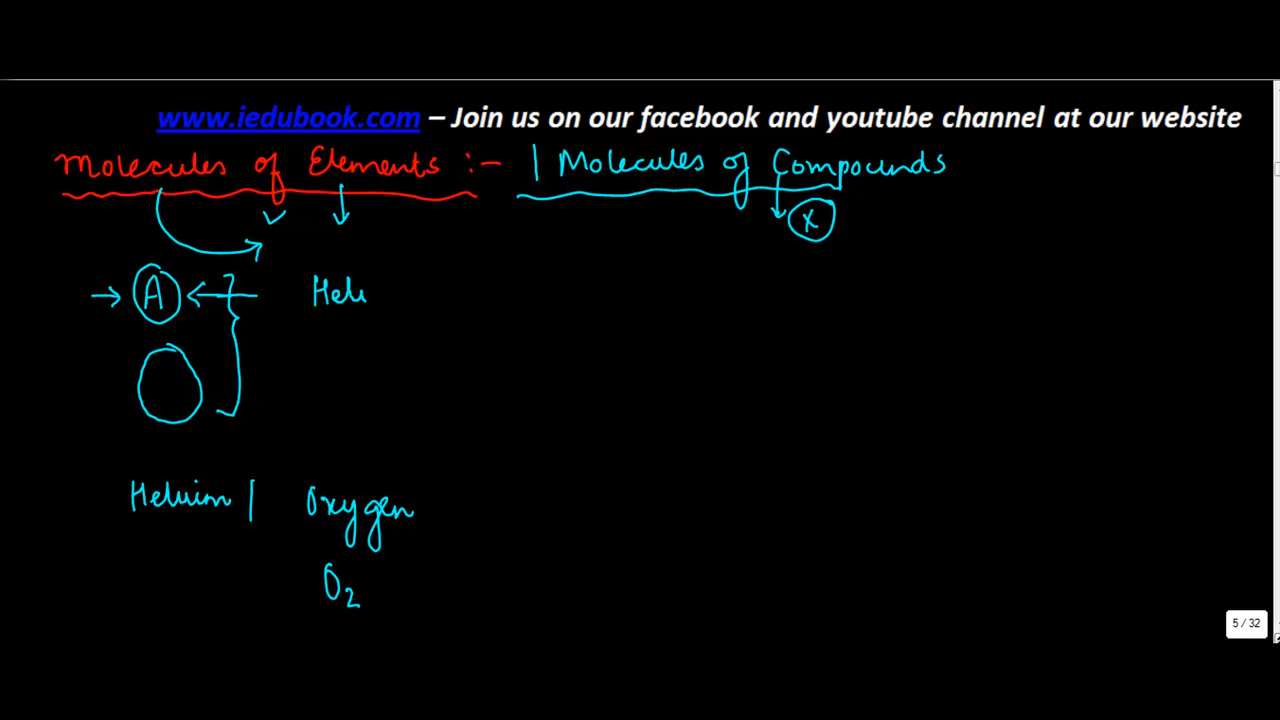 www.iedubook.com – Join us on our facebook and youtube channel at our website
Molecules of Elements :- | Molecules of Compounds
X
A Heli
Heluim | Oxygen
O2
5 / 32